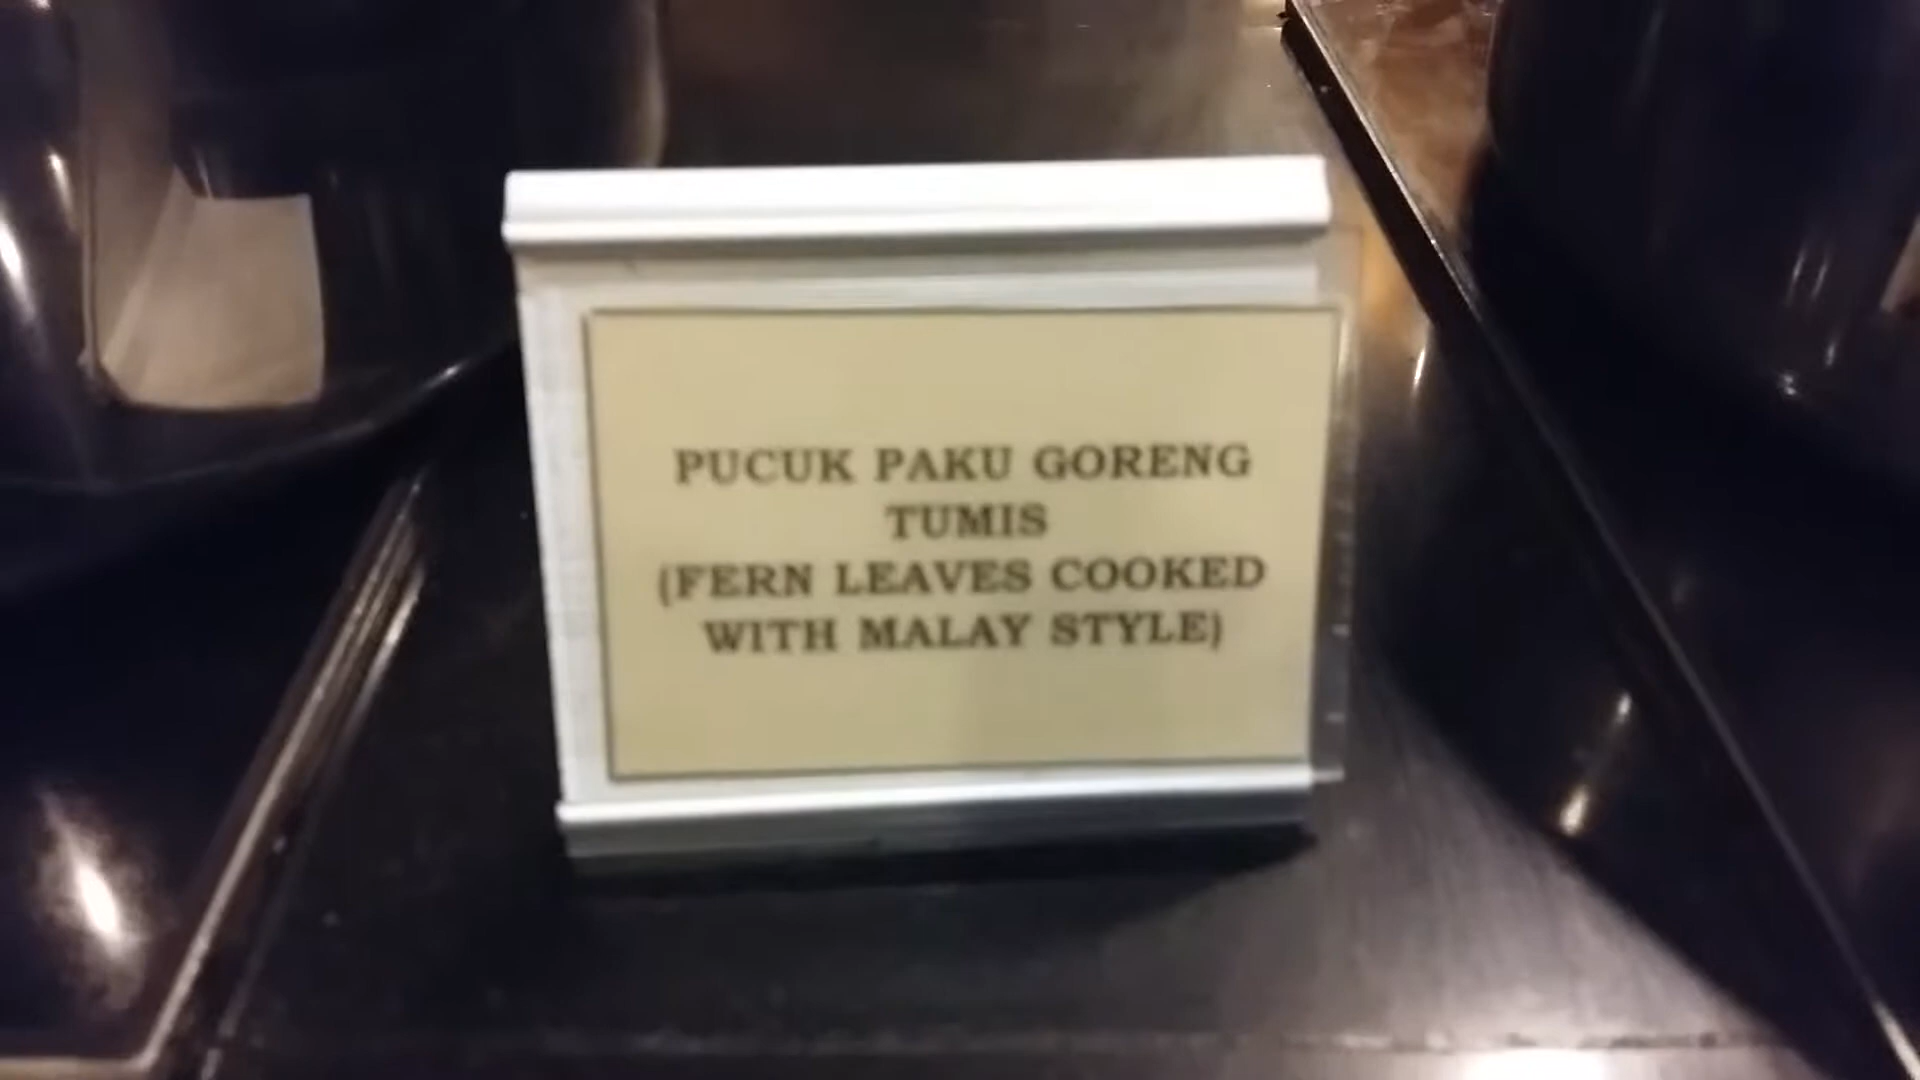 PUCUK PAKU GORENG
TUMIS
(FERN LEAVES COOKED
WITH MALAY STYLE)